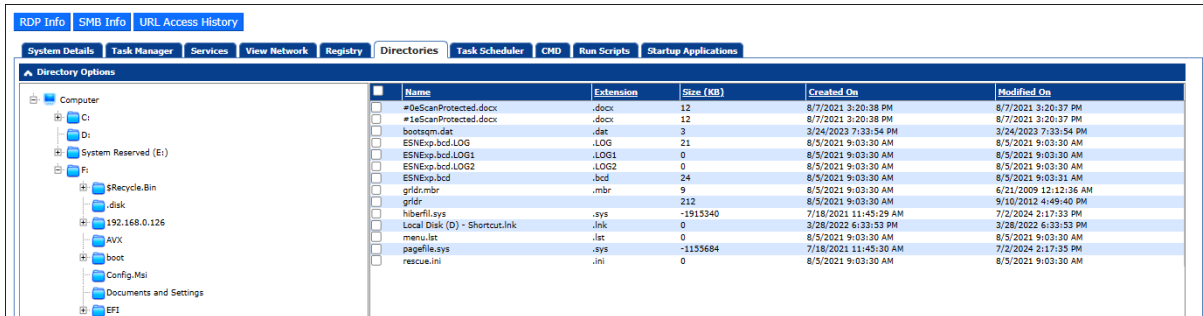 RDP Info SMB Info URL Access History
System Details Task Manager Services View Network Registry Directories Task Scheduler CMD Run Scripts Startup Applications
Directory Options
Computer
C:
D:
System Reserved (E:)
F:
$Recycle.Bin
.disk
192.168.0.126
AVX
boot
Config.Msi
Documents and Settings
EFI
Name Extension Size (KB) Created On Modified On
#0eScanProtected.docx .docx 12 8/7/2021 3:20:38 PM 8/7/2021 3:20:37 PM
#1eScanProtected.docx .docx 12 8/7/2021 3:20:38 PM 8/7/2021 3:20:37 PM
bootsqm.dat .dat 3 3/24/2023 7:33:54 PM 3/24/2023 7:33:54 PM
ESNExp.bcd.LOG .LOG 21 8/5/2021 9:03:30 AM 8/5/2021 9:03:30 AM
ESNExp.bcd.LOG1 .LOG1 0 8/5/2021 9:03:30 AM 8/5/2021 9:03:30 AM
ESNExp.bcd.LOG2 .LOG2 0 8/5/2021 9:03:30 AM 8/5/2021 9:03:30 AM
ESNExp.bcd .bcd 24 8/5/2021 9:03:30 AM 8/5/2021 9:03:31 AM
grldr.mbr .mbr 9 8/5/2021 9:03:30 AM 6/21/2009 12:12:36 AM
grldr 212 8/5/2021 9:03:30 AM 9/10/2012 4:49:40 PM
hiberfil.sys .sys -1915340 7/18/2021 11:45:29 AM 7/2/2024 2:17:33 PM
Local Disk (D) - Shortcut.lnk .lnk 0 3/28/2022 6:33:53 PM 3/28/2022 6:33:53 PM
menu.lst .lst 0 8/5/2021 9:03:30 AM 8/5/2021 9:03:30 AM
pagefile.sys .sys -1155684 7/18/2021 11:45:30 AM 7/2/2024 2:17:35 PM
rescue.ini .ini 0 8/5/2021 9:03:30 AM 8/5/2021 9:03:30 AM